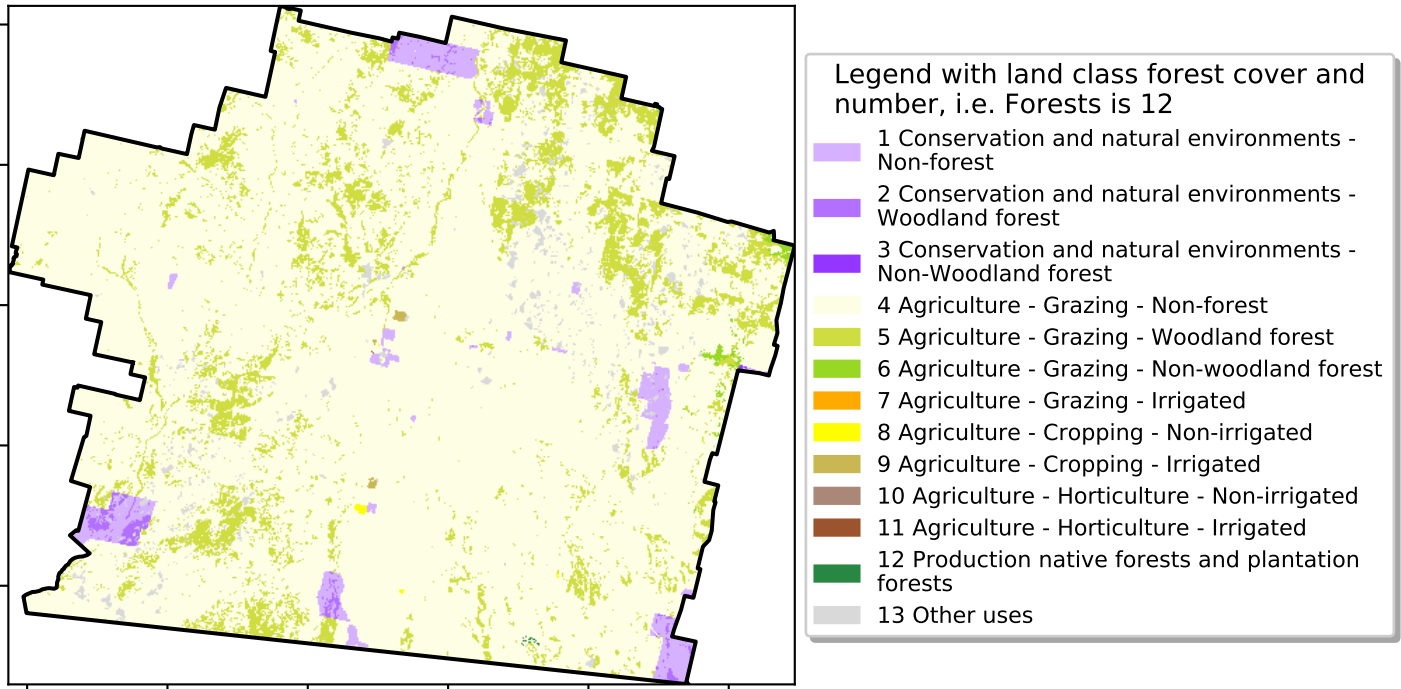 Legend with land class forest cover and
number, i.e. Forests is 12
1 Conservation and natural environments -
Non-forest
2 Conservation and natural environments -
Woodland forest
3 Conservation and natural environments -
Non-Woodland forest
4 Agriculture - Grazing - Non-forest
5 Agriculture - Grazing - Woodland forest
6 Agriculture - Grazing - Non-woodland forest
7 Agriculture - Grazing - Irrigated
8 Agriculture - Cropping - Non-irrigated
9 Agriculture - Cropping - Irrigated
10 Agriculture - Horticulture - Non-irrigated
11 Agriculture - Horticulture - Irrigated
12 Production native forests and plantation
forests
13 Other uses